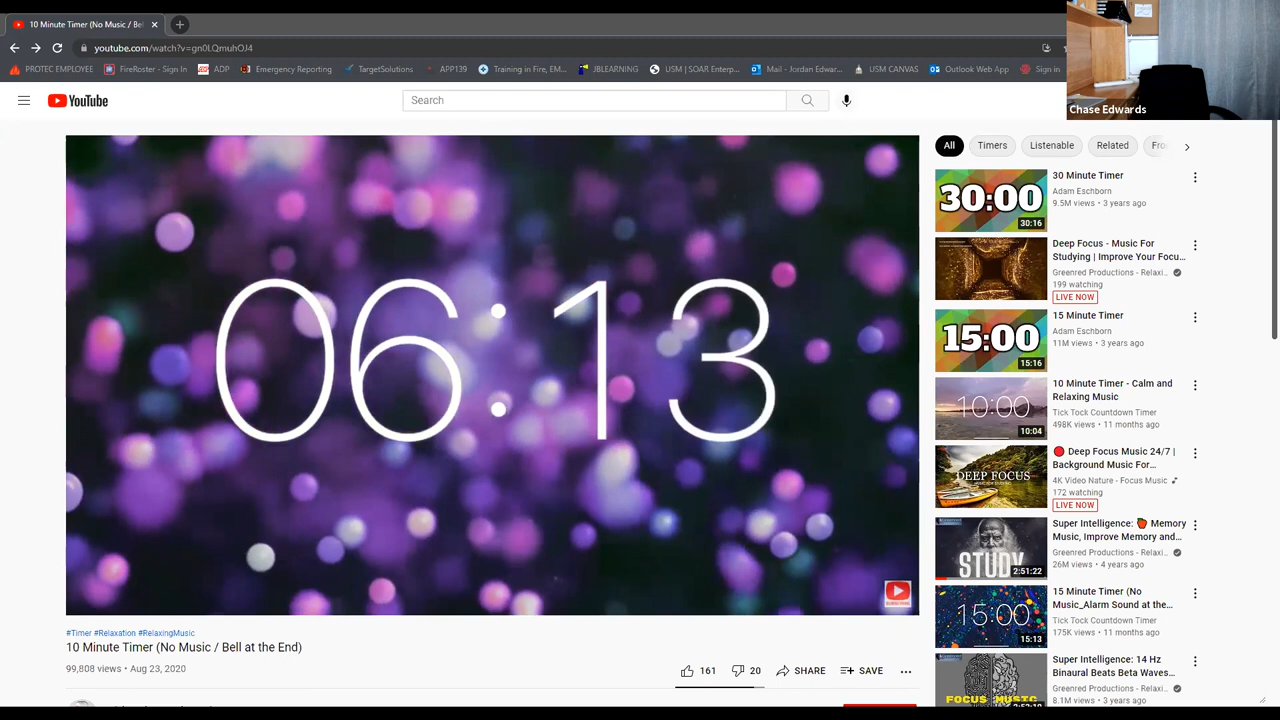 10 Minute Timer (No Music / Bel
youtube.com/watch?v=gn0LQmuhOJ4
PROTEC EMPLOYEE
FireRoster - Sign In
ADP
Emergency Reporting
TargetSolutions
APP139
Training in Fire, EM...
JBLEARNING
USM | SOAR Enterp...
Mail - Jordan Edwar...
USM CANVAS
Outlook Web App
Sign in
Chase Edwards
YouTube
Search
06:13
#Timer #Relaxation #RelaxingMusic
10 Minute Timer (No Music / Bell at the End)
99,808 views • Aug 23, 2020
161
20
SHARE
SAVE
All
Timers
Listenable
Related
Fro
30:00
30:16
30 Minute Timer
Adam Eschborn
9.5M views • 3 years ago
Deep Focus - Music For
Studying | Improve Your Focu...
Greenred Productions - Relaxi...
199 watching
LIVE NOW
15:00
15:16
15 Minute Timer
Adam Eschborn
11M views • 3 years ago
10:00
10:04
10 Minute Timer - Calm and
Relaxing Music
Tick Tock Countdown Timer
498K views • 11 months ago
DEEP FOCUS
🔴 Deep Focus Music 24/7 |
Background Music For...
4K Video Nature - Focus Music
172 watching
LIVE NOW
STUDY
2:51:22
Super Intelligence: 🍎 Memory
Music, Improve Memory and...
Greenred Productions - Relaxi...
26M views • 4 years ago
15:00
15:13
15 Minute Timer (No
Music_Alarm Sound at the...
Tick Tock Countdown Timer
175K views • 11 months ago
FOCUS MUSIC
Super Intelligence: 14 Hz
Binaural Beats Beta Waves...
Greenred Productions - Relaxi...
8.1M views • 3 years ago